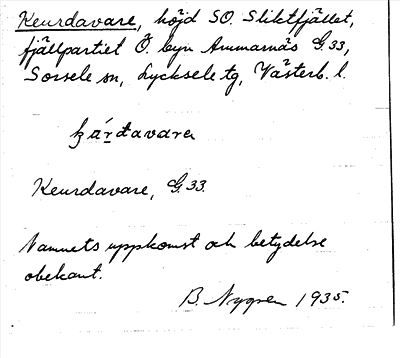 Keurdavare, höjd SO. Sliktfjället,
fjällpartiet Ö. byn Ammarnäs G. 33,
Sorsele sn, Lycksele tg, Västerb. l.
Keurdavare, G. 33.
Namnets uppkomst och betydelse
obekant.
B. Nygren 1935.